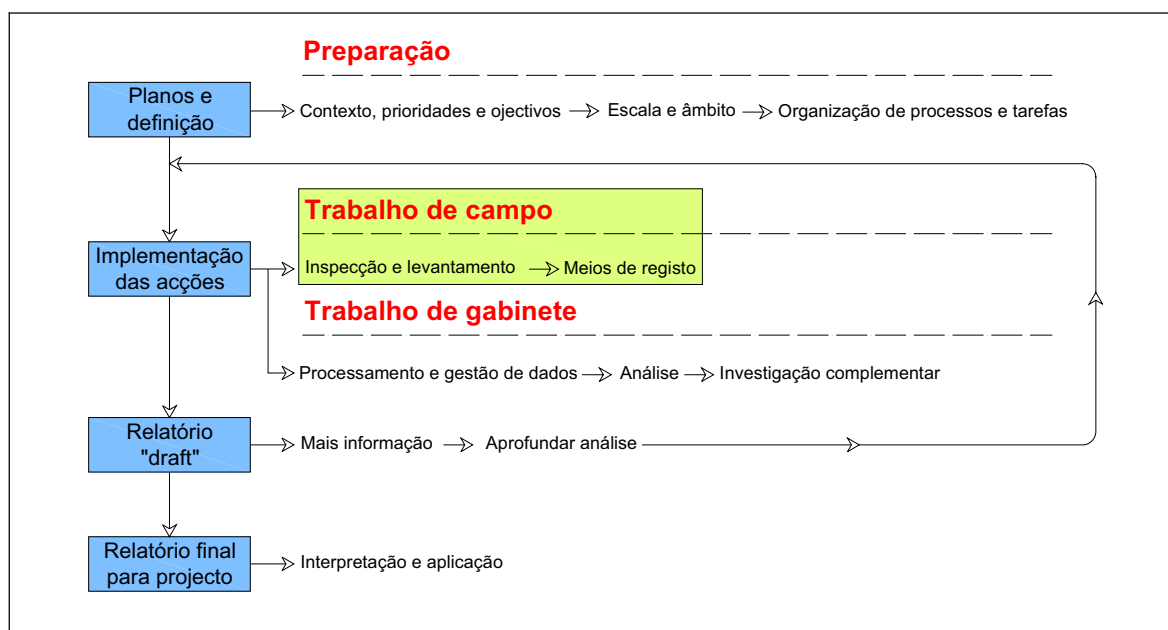 Preparação
Planos e
definição
Contexto, prioridades e ojectivos
Escala e âmbito
Organização de processos e tarefas
Trabalho de campo
Implementação
das acções
Inspecção e levantamento
Meios de registo
Trabalho de gabinete
Processamento e gestão de dados
Análise
Investigação complementar
Relatório
"draft"
Mais informação
Aprofundar análise
Relatório final
para projecto
Interpretação e aplicação